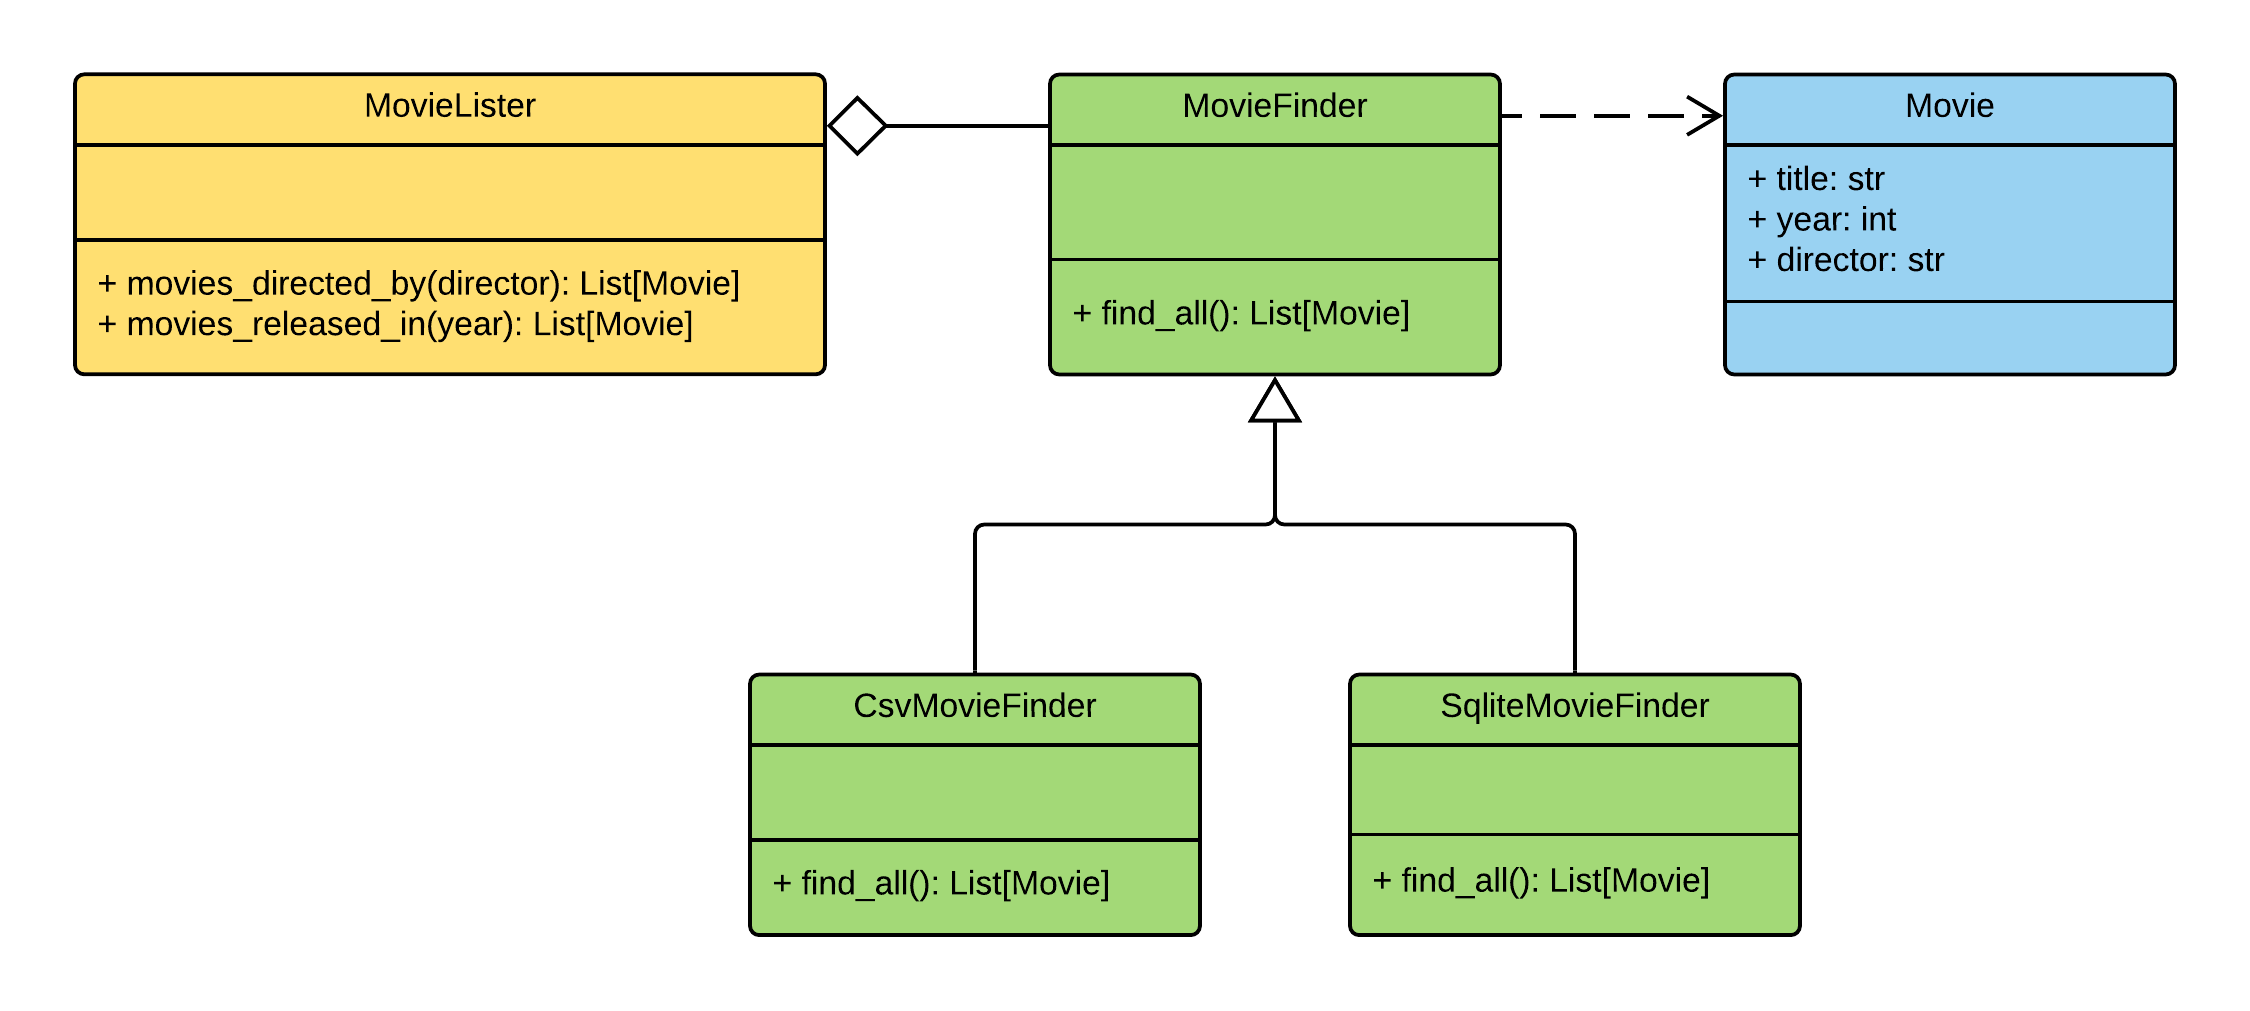 MovieLister
+ movies_directed_by(director): List[Movie]
+ movies_released_in(year): List[Movie]
MovieFinder
+ find_all(): List[Movie]
Movie
+ title: str
+ year: int
+ director: str
CsvMovieFinder
+ find_all(): List[Movie]
SqliteMovieFinder
+ find_all(): List[Movie]